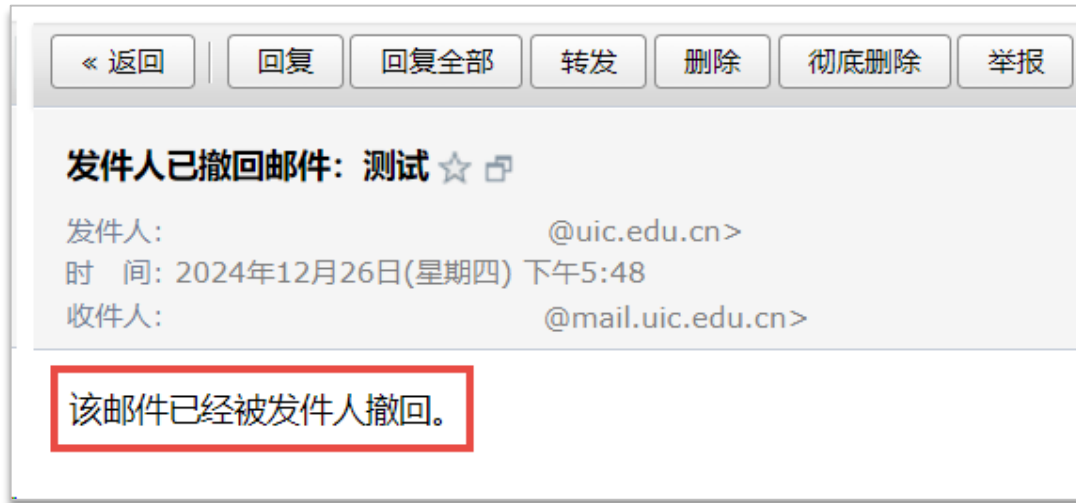 « 返回 回复 回复全部 转发 删除 彻底删除 举报
发件人已撤回邮件：测试
发件人: @uic.edu.cn>
时 间: 2024年12月26日(星期四) 下午5:48
收件人: @mail.uic.edu.cn>
该邮件已经被发件人撤回。